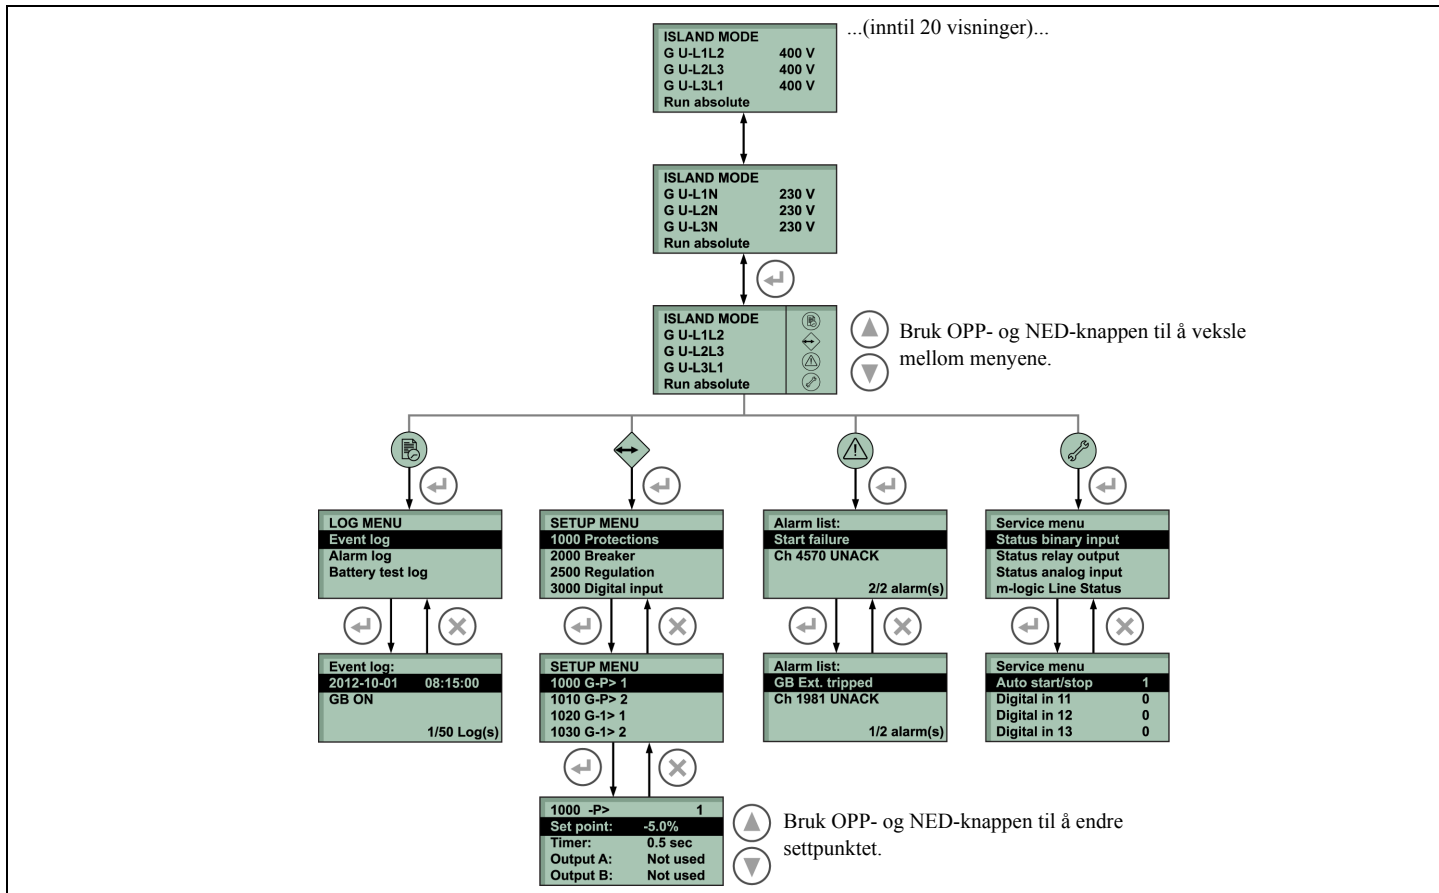 ISLAND MODE
G U-L1L2 400 V
G U-L2L3 400 V
G U-L3L1 400 V
Run absolute
...(inntil 20 visninger)...
ISLAND MODE
G U-L1N 230 V
G U-L2N 230 V
G U-L3N 230 V
Run absolute
ISLAND MODE
G U-L1L2
G U-L2L3
G U-L3L1
Run absolute
Bruk OPP- og NED-knappen til å veksle
mellom menyene.
LOG MENU
Event log
Alarm log
Battery test log
SETUP MENU
1000 Protections
2000 Breaker
2500 Regulation
3000 Digital input
Alarm list:
Start failure
Ch 4570 UNACK
2/2 alarm(s)
Service menu
Status binary input
Status relay output
Status analog input
m-logic Line Status
Event log:
2012-10-01 08:15:00
GB ON
1/50 Log(s)
SETUP MENU
1000 G-P> 1
1010 G-P> 2
1020 G-1> 1
1030 G-1> 2
Alarm list:
GB Ext. tripped
Ch 1981 UNACK
1/2 alarm(s)
Service menu
Auto start/stop 1
Digital in 11 0
Digital in 12 0
Digital in 13 0
1000 -P> 1
Set point: -5.0%
Timer: 0.5 sec
Output A: Not used
Output B: Not used
Bruk OPP- og NED-knappen til å endre
settpunktet.